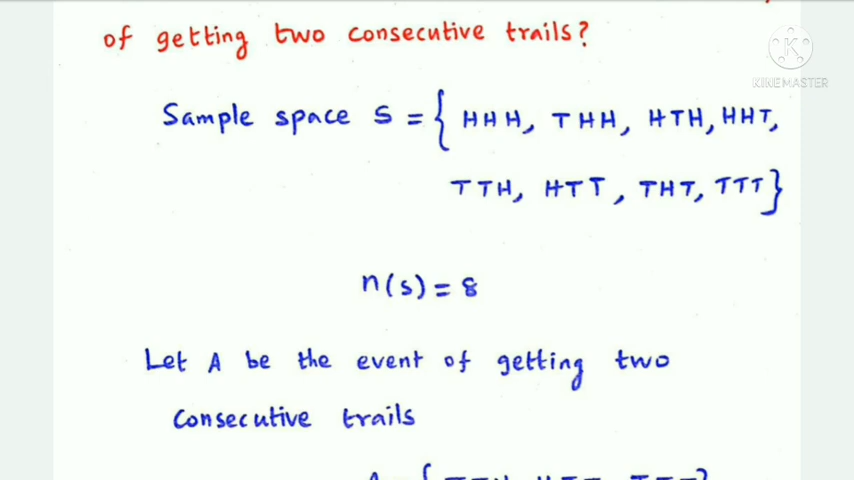 of getting two consecutive trails?
KINEMASTER
Sample space S = { HHH, THH, HTH, HHT,
TTH, HTT, THT, TTT}
n(s) = 8
Let A be the event of getting two
Consecutive trails